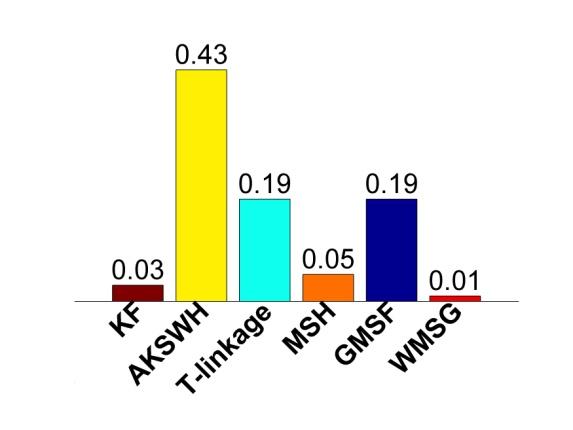 0.43
0.19
0.19
0.05
0.03
0.01
KF
AKSWH
T-linkage
MSH
GMSF
WMSG